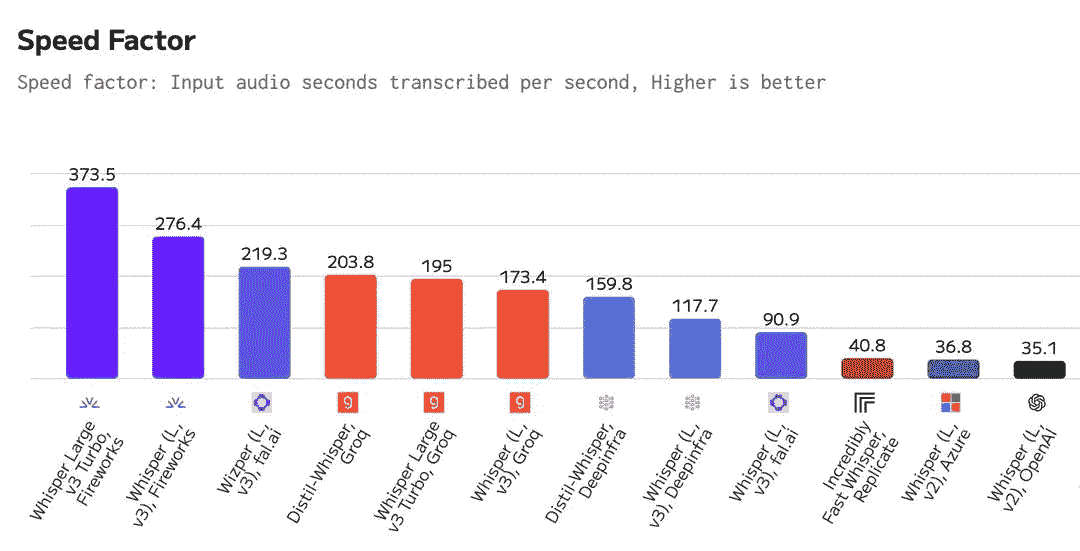 Speed Factor
Speed factor: Input audio seconds transcribed per second, Higher is better
373.5
276.4
219.3
203.8
195
173.4
159.8
117.7
90.9
40.8
36.8
35.1
Whisper Large
v3 Turbo,
Fireworks
Whisper (L,
v3), Fireworks
Wizper (L,
v3), fal.ai
Distil-Whisper,
Groq
Whisper Large
v3 Turbo, Groq
Whisper (L,
v3), Groq
Distil-Whisper,
Deepinfra
Whisper (L,
v3), Deepinfra
Whisper (L,
v3), fal.ai
Incredibly
Fast Whisper,
Replicate
Whisper (L,
v2), Azure
Whisper (L,
v2), OpenAI